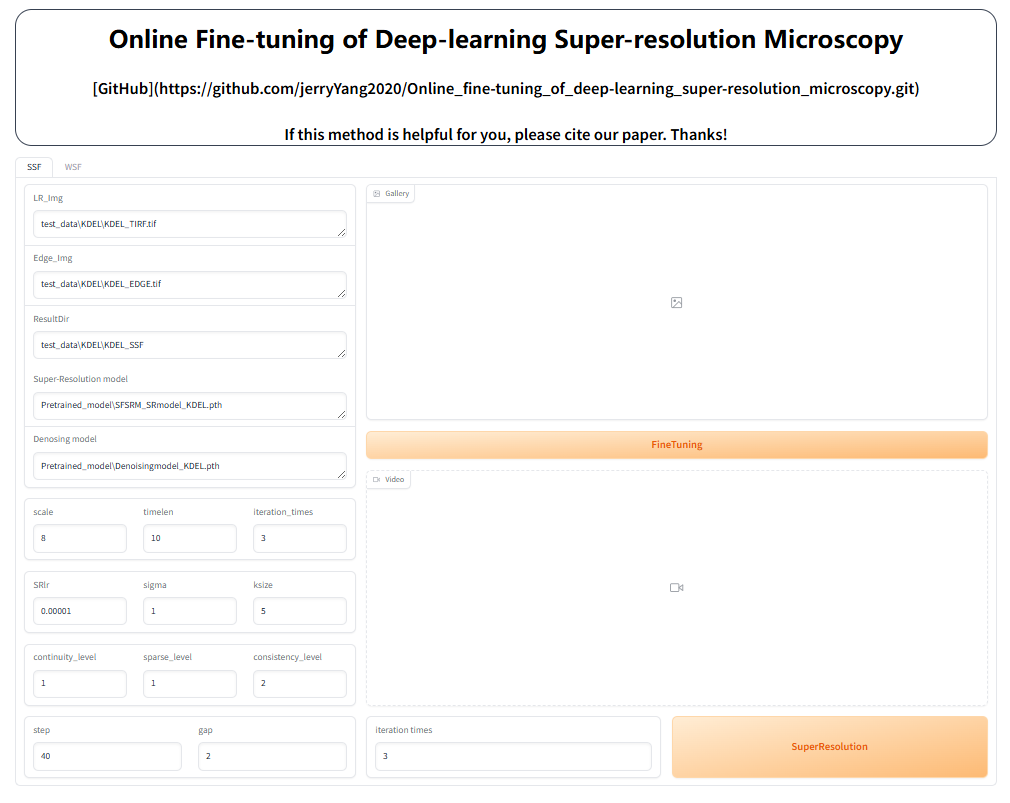 Online Fine-tuning of Deep-learning Super-resolution Microscopy
[GitHub](https://github.com/jerryYang2020/Online_fine-tuning_of_deep-learning_super-resolution_microscopy.git)
If this method is helpful for you, please cite our paper. Thanks!
SSF WSF
LR_Img
test_data\KDEL\KDEL_TIRF.tif
Edge_Img
test_data\KDEL\KDEL_EDGE.tif
ResultDir
test_data\KDEL\KDEL_SSF
Super-Resolution model
Pretrained_model\SFSRM_SRmodel_KDEL.pth
Denosing model
Pretrained_model\Denoisingmodel_KDEL.pth
scale timelen iteration_times
8 10 3
SRlr sigma ksize
0.00001 1 5
continuity_level sparse_level consistency_level
1 1 2
step gap
40 2
Gallery
FineTuning
Video
iteration times
3
SuperResolution